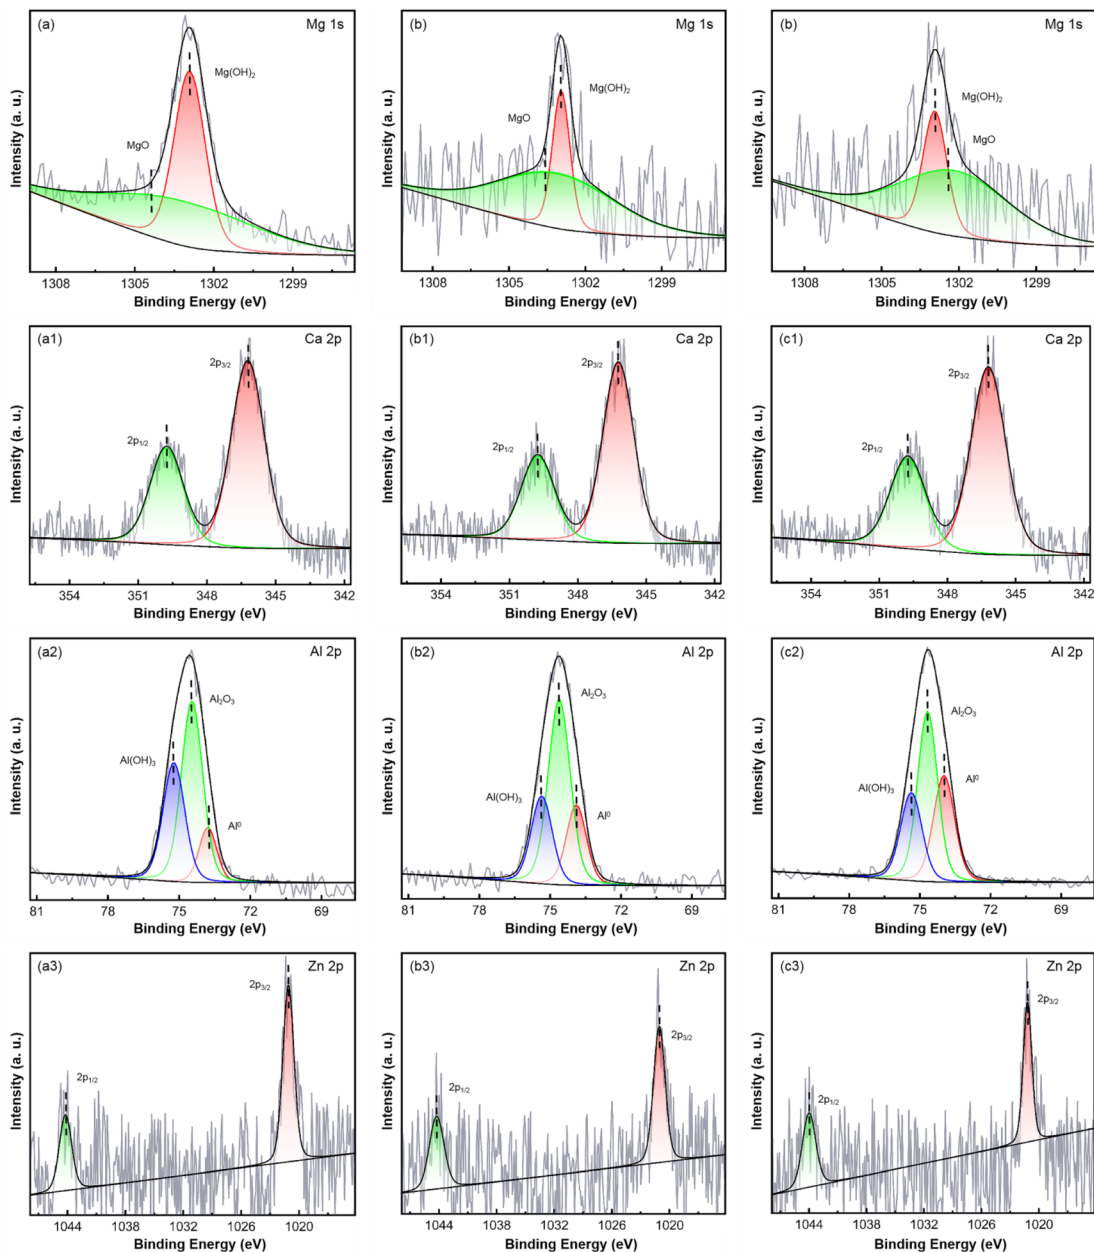 (a) Mg 1s
Mg(OH)₂
MgO
Intensity (a. u.)
1308 1305 1302 1299
Binding Energy (eV)
(b) Mg 1s
Mg(OH)₂
MgO
Intensity (a. u.)
1308 1305 1302 1299
Binding Energy (eV)
(b) Mg 1s
Mg(OH)₂
MgO
Intensity (a. u.)
1308 1305 1302 1299
Binding Energy (eV)
(a1) Ca 2p
2p₃/₂
2p₁/₂
Intensity (a. u.)
354 351 348 345 342
Binding Energy (eV)
(b1) Ca 2p
2p₃/₂
2p₁/₂
Intensity (a. u.)
354 351 348 345 342
Binding Energy (eV)
(c1) Ca 2p
2p₃/₂
2p₁/₂
Intensity (a. u.)
354 351 348 345 342
Binding Energy (eV)
(a2) Al 2p
Al₂O₃
Al(OH)₃
Al⁰
Intensity (a. u.)
81 78 75 72 69
Binding Energy (eV)
(b2) Al 2p
Al₂O₃
Al(OH)₃
Al⁰
Intensity (a. u.)
81 78 75 72 69
Binding Energy (eV)
(c2) Al 2p
Al₂O₃
Al⁰
Al(OH)₃
Intensity (a. u.)
81 78 75 72 69
Binding Energy (eV)
(a3) Zn 2p
2p₃/₂
2p₁/₂
Intensity (a. u.)
1044 1038 1032 1026 1020
Binding Energy (eV)
(b3) Zn 2p
2p₃/₂
2p₁/₂
Intensity (a. u.)
1044 1038 1032 1026 1020
Binding Energy (eV)
(c3) Zn 2p
2p₃/₂
2p₁/₂
Intensity (a. u.)
1044 1038 1032 1026 1020
Binding Energy (eV)